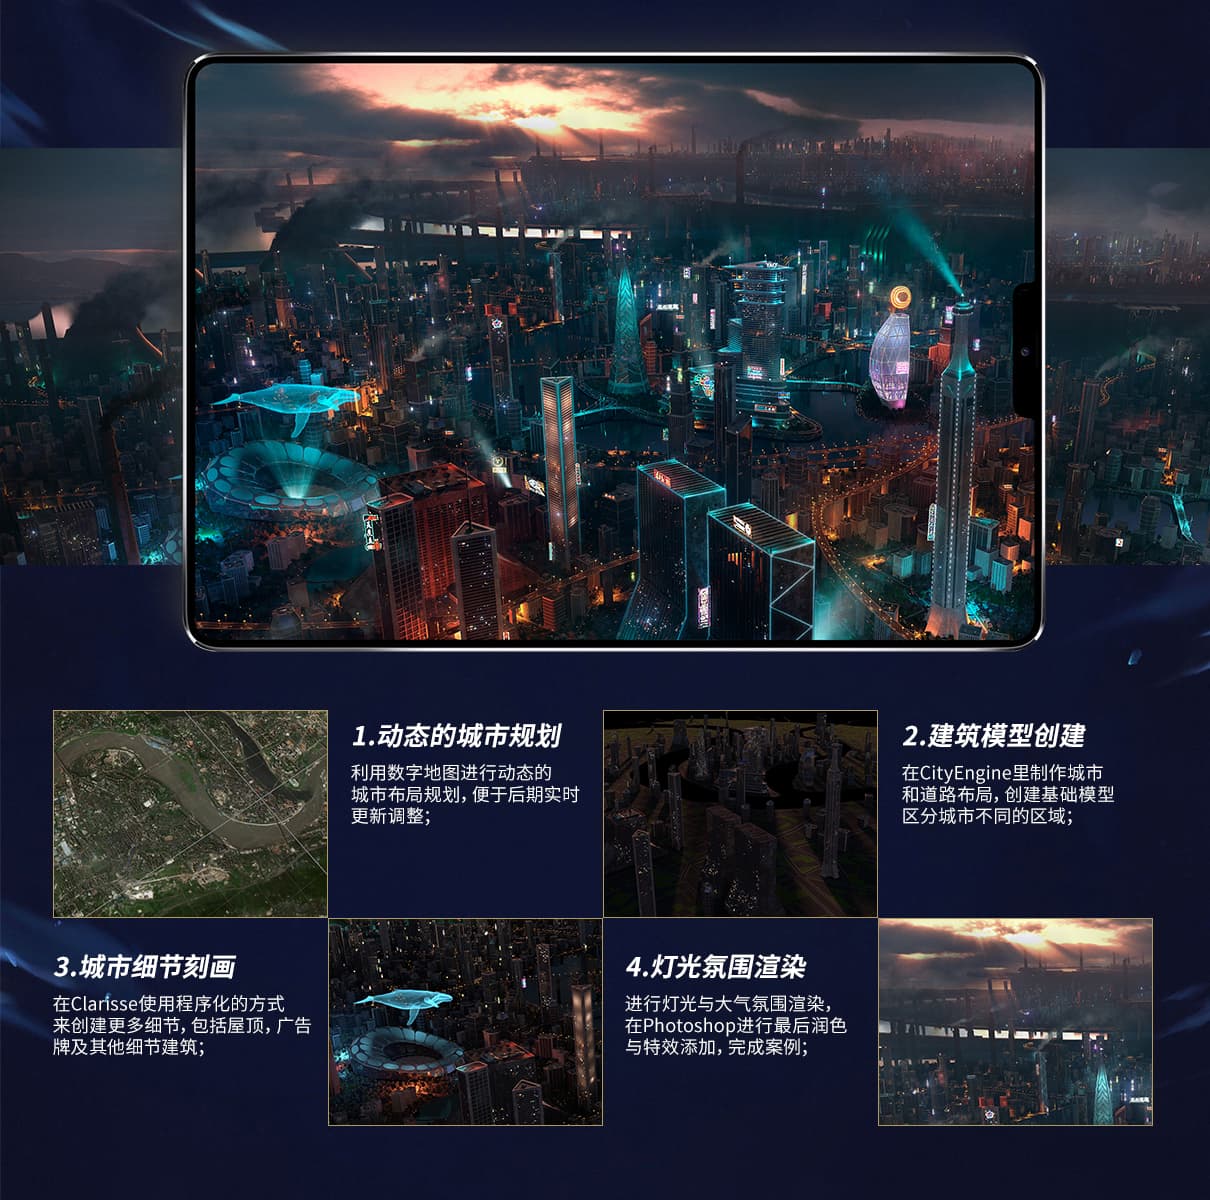 1.动态的城市规划
利用数字地图进行动态的
城市布局规划，便于后期实时
更新调整；
2.建筑模型创建
在CityEngine里制作城市
和道路布局，创建基础模型
区分城市不同的区域；
3.城市细节刻画
在Clarisse使用程序化的方式
来创建更多细节，包括屋顶，广告
牌及其他细节建筑；
4.灯光氛围渲染
进行灯光与大气氛围渲染，
在Photoshop进行最后润色
与特效添加，完成案例；